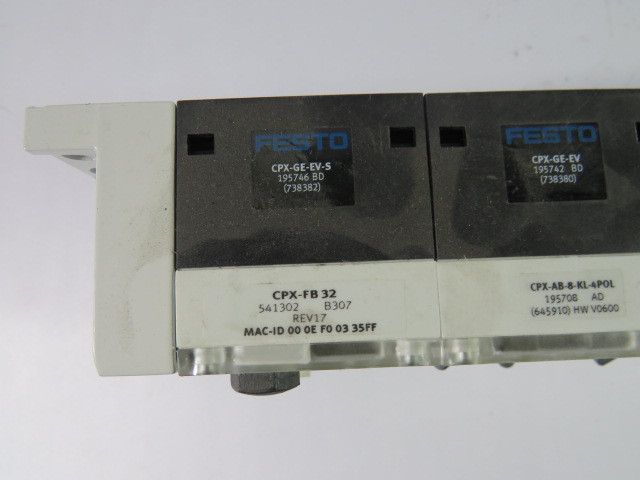 FESTO
CPX-GE-EV-S
195746 BD
(738382)
FESTO
CPX-GE-EV
195742 BD
(738380)
CPX-FB 32
541302 B307
REV17
MAC-ID 00 0E F0 03 35FF
CPX-AB-8-KL-4POL
195708 AD
(645910) HW V0600